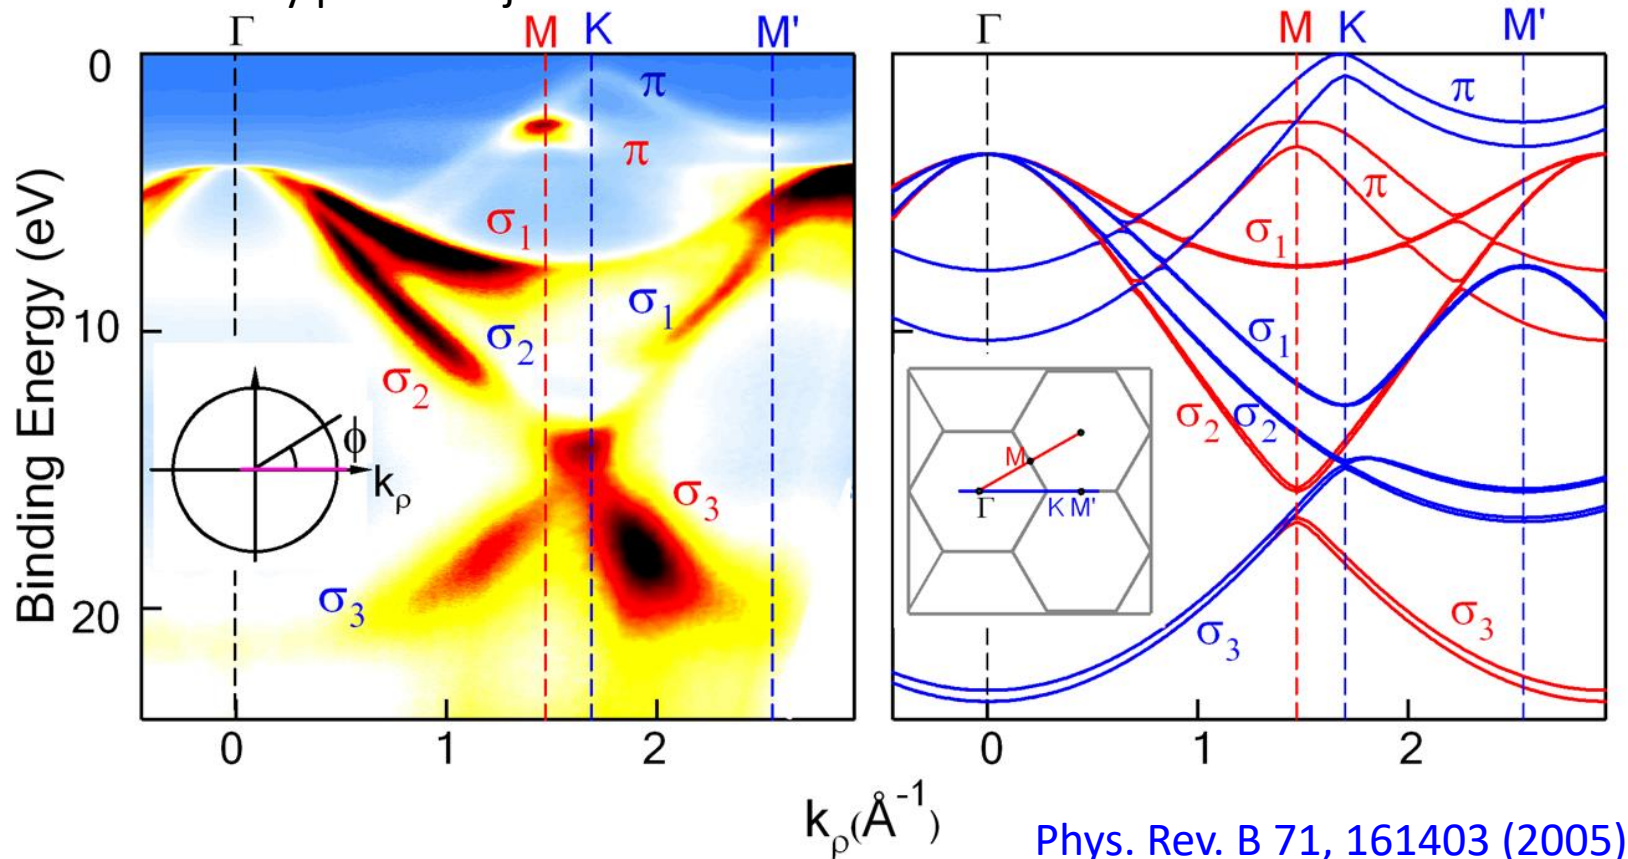 Γ M K M' Γ M K M'
0 π π
π π
σ1 σ1
σ1 σ1
10 σ2
σ2 σ2 σ2
ϕ
kρ M
Γ K M'
σ3
σ3 σ3
20 σ3
Binding Energy (eV)
0 1 2 0 1 2
kρ(Å-1)
Phys. Rev. B 71, 161403 (2005)